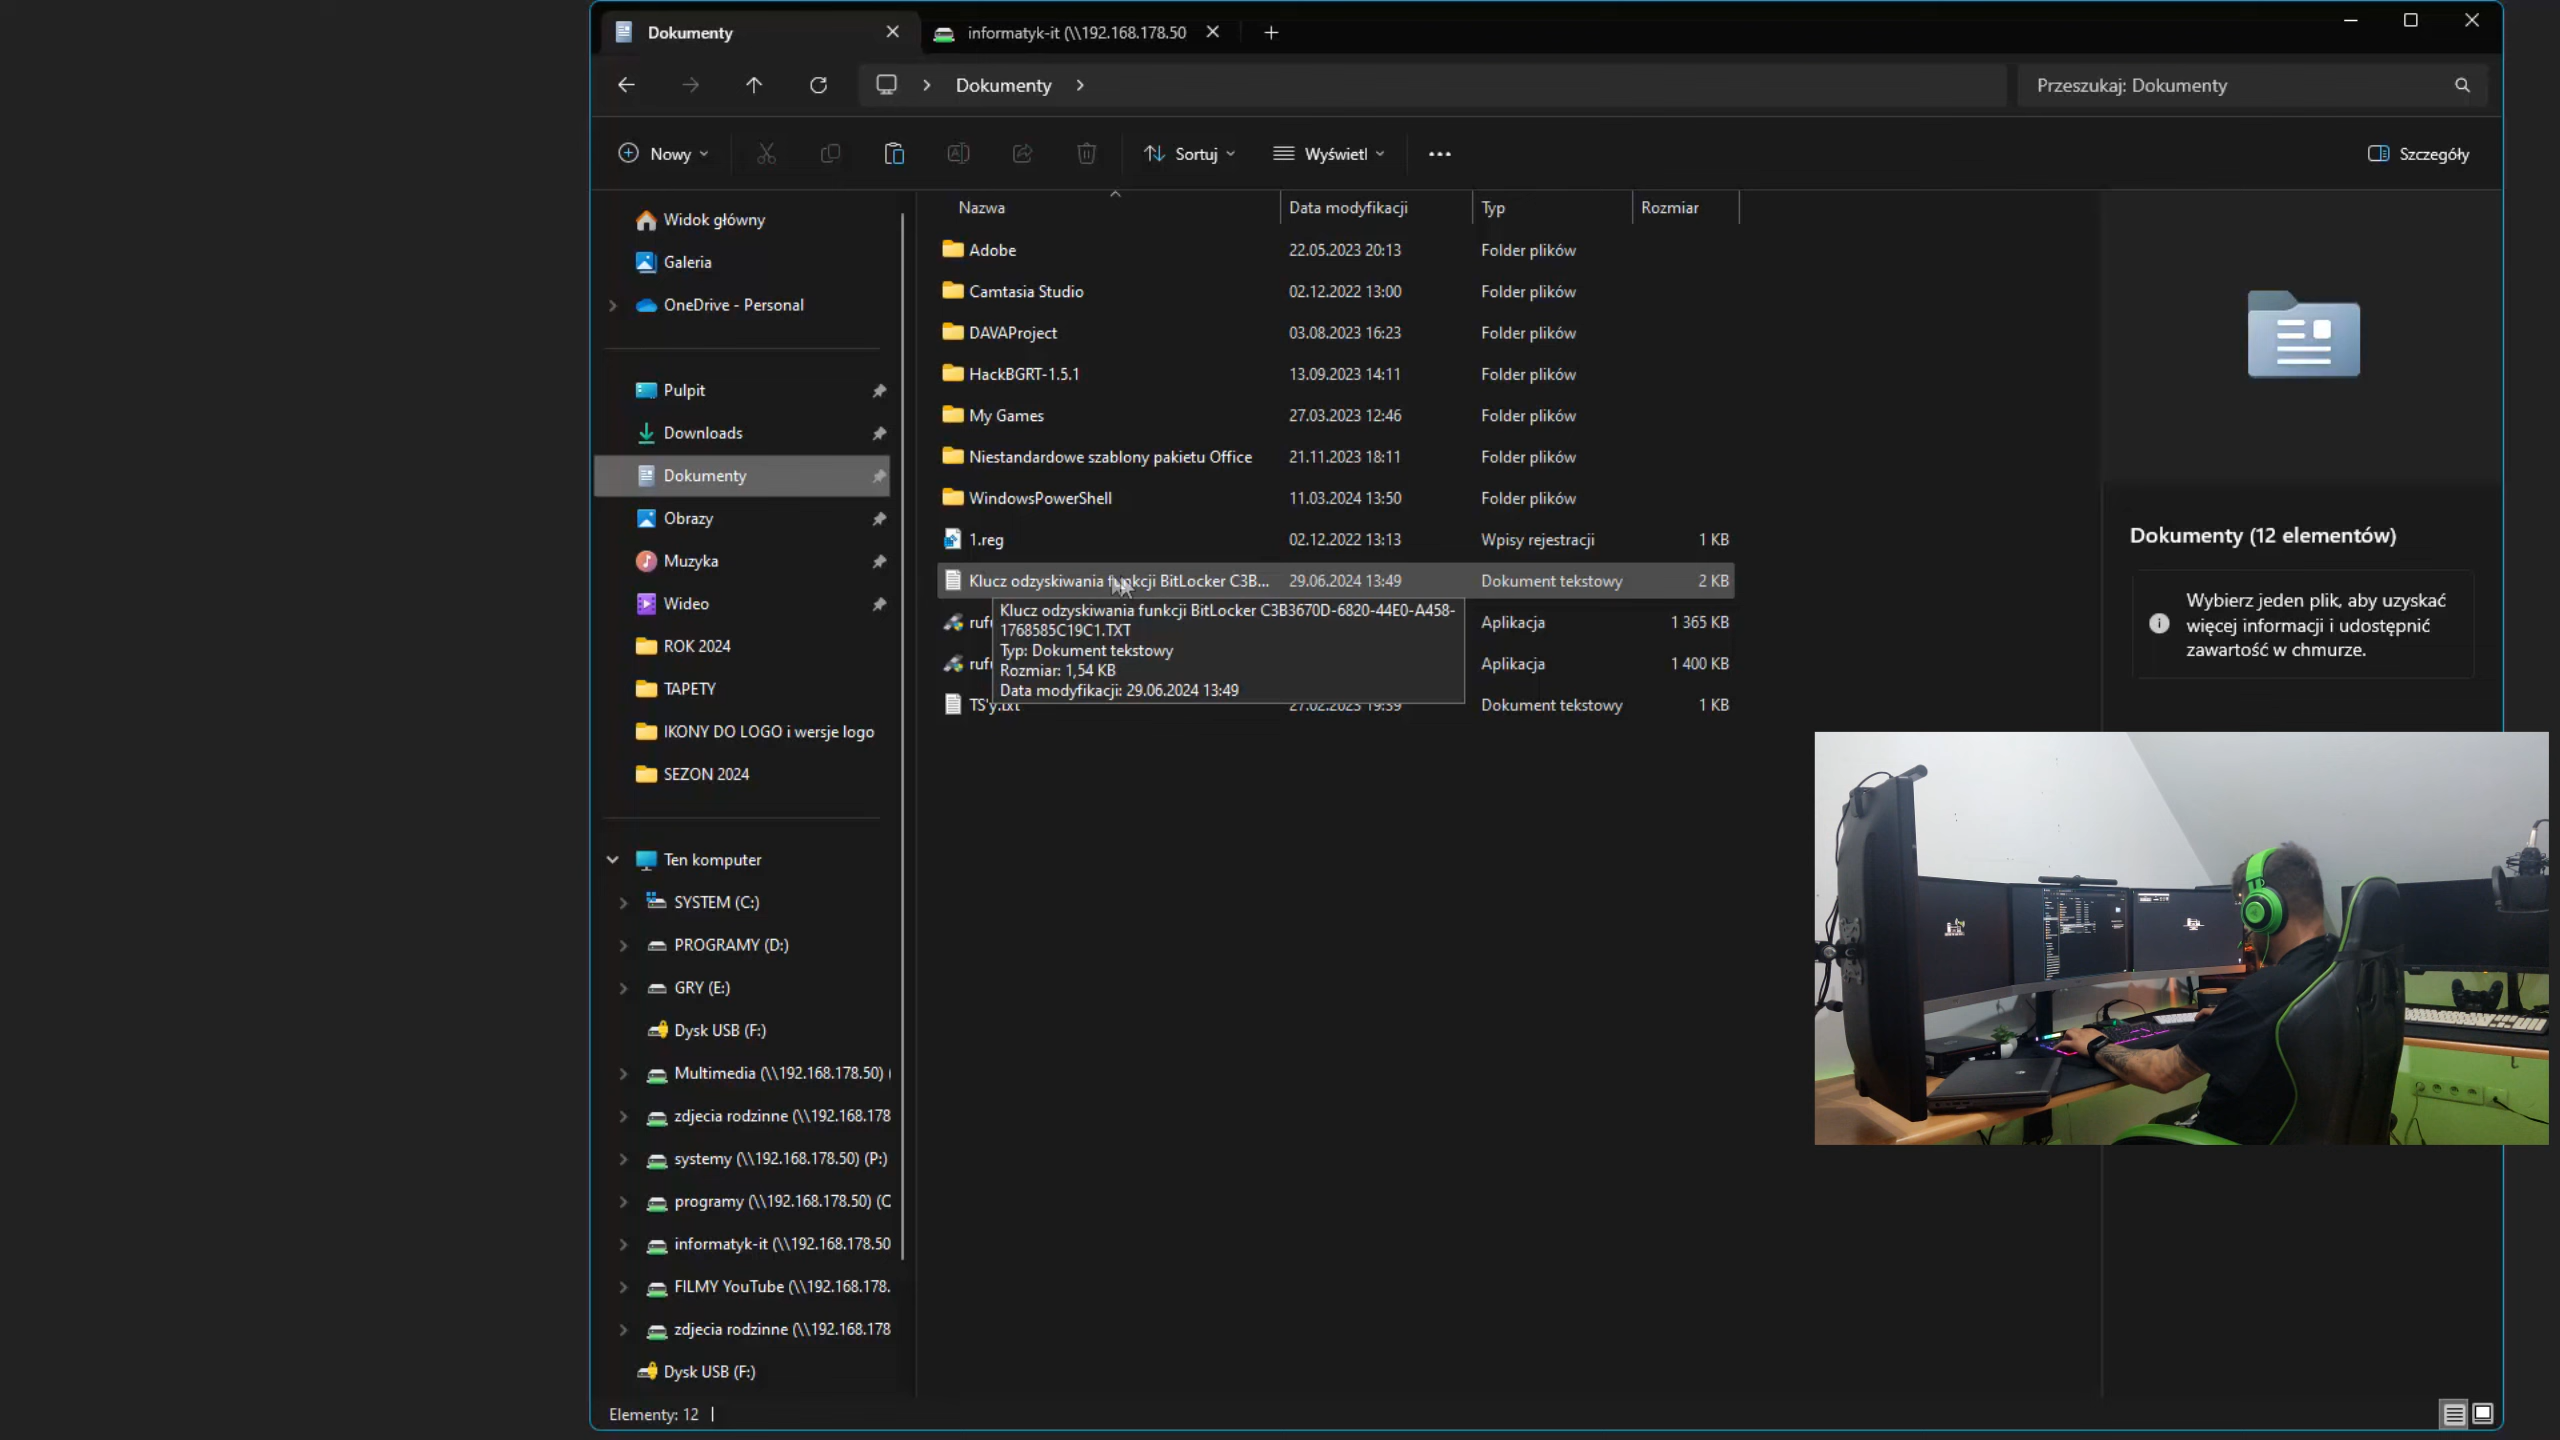 Dokumenty
informatyk-it (\\192.168.178.50
Dokumenty
Przeszukaj: Dokumenty
Nowy
Sortuj
Wyświetl
Szczegóły
Widok główny
Galeria
OneDrive - Personal
Pulpit
Downloads
Dokumenty
Obrazy
Muzyka
Wideo
ROK 2024
TAPETY
IKONY DO LOGO i wersje logo
SEZON 2024
Ten komputer
SYSTEM (C:)
PROGRAMY (D:)
GRY (E:)
Dysk USB (F:)
Multimedia (\\192.168.178.50) (
zdjecia rodzinne (\\192.168.178
systemy (\\192.168.178.50) (P:)
programy (\\192.168.178.50) (
informatyk-it (\\192.168.178.50
FILMY YouTube (\\192.168.178.
zdjecia rodzinne (\\192.168.178
Dysk USB (F:)
Nazwa Data modyfikacji Typ Rozmiar
Adobe 22.05.2023 20:13 Folder plików
Camtasia Studio 02.12.2022 13:00 Folder plików
DAVAProject 03.08.2023 16:23 Folder plików
HackBGRT-1.5.1 13.09.2023 14:11 Folder plików
My Games 27.03.2023 12:46 Folder plików
Niestandardowe szablony pakietu Office 21.11.2023 18:11 Folder plików
WindowsPowerShell 11.03.2024 13:50 Folder plików
1.reg 02.12.2022 13:13 Wpisy rejestracji 1 KB
Klucz odzyskiwania funkcji BitLocker C3B... 29.06.2024 13:49 Dokument tekstowy 2 KB
Klucz odzyskiwania funkcji BitLocker C3B3670D-6820-44E0-A458-
1768585C19C1.TXT
Typ: Dokument tekstowy
Rozmiar: 1,54 KB
Data modyfikacji: 29.06.2024 13:49
Aplikacja 1 365 KB
Aplikacja 1 400 KB
TS'y.txt 27.02.2023 19:39 Dokument tekstowy 1 KB
Dokumenty (12 elementów)
Wybierz jeden plik, aby uzyskać
więcej informacji i udostępnić
zawartość w chmurze.
Elementy: 12